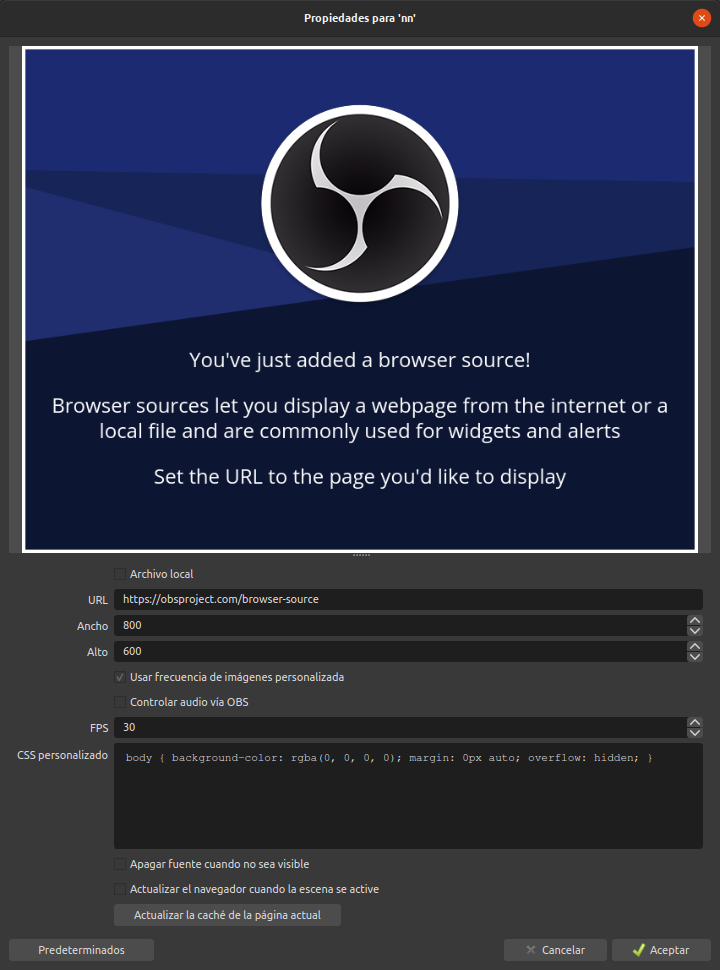 Propiedades para 'nn'
You've just added a browser source!
Browser sources let you display a webpage from the internet or a
local file and are commonly used for widgets and alerts
Set the URL to the page you'd like to display
Archivo local
URL https://obsproject.com/browser-source
Ancho 800
Alto 600
Usar frecuencia de imágenes personalizada
Controlar audio vía OBS
FPS 30
CSS personalizado body { background-color: rgba(0, 0, 0, 0); margin: 0px auto; overflow: hidden; }
Apagar fuente cuando no sea visible
Actualizar el navegador cuando la escena se active
Actualizar la caché de la página actual
Predeterminados Cancelar Aceptar